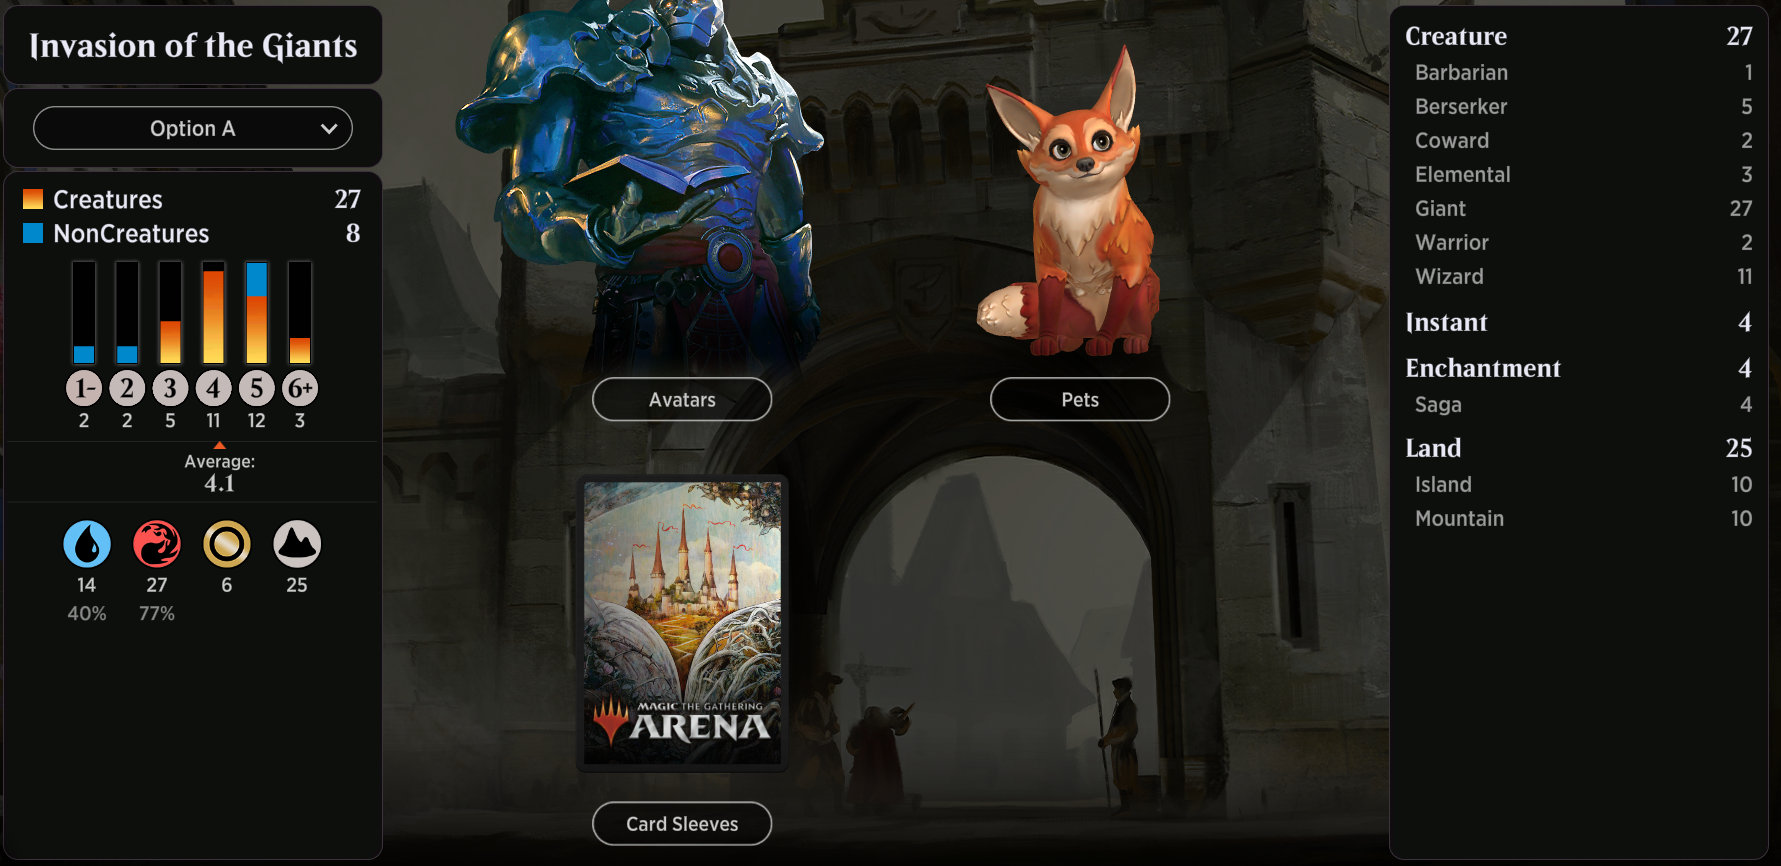 Invasion of the Giants
Option A
Creatures 27
NonCreatures 8
1- 2 3 4 5 6+
2 2 5 11 12 3
Average:
4.1
14 27 6 25
40% 77%
Avatars
Pets
MAGIC THE GATHERING
ARENA
Card Sleeves
Creature 27
Barbarian 1
Berserker 5
Coward 2
Elemental 3
Giant 27
Warrior 2
Wizard 11
Instant 4
Enchantment 4
Saga 4
Land 25
Island 10
Mountain 10